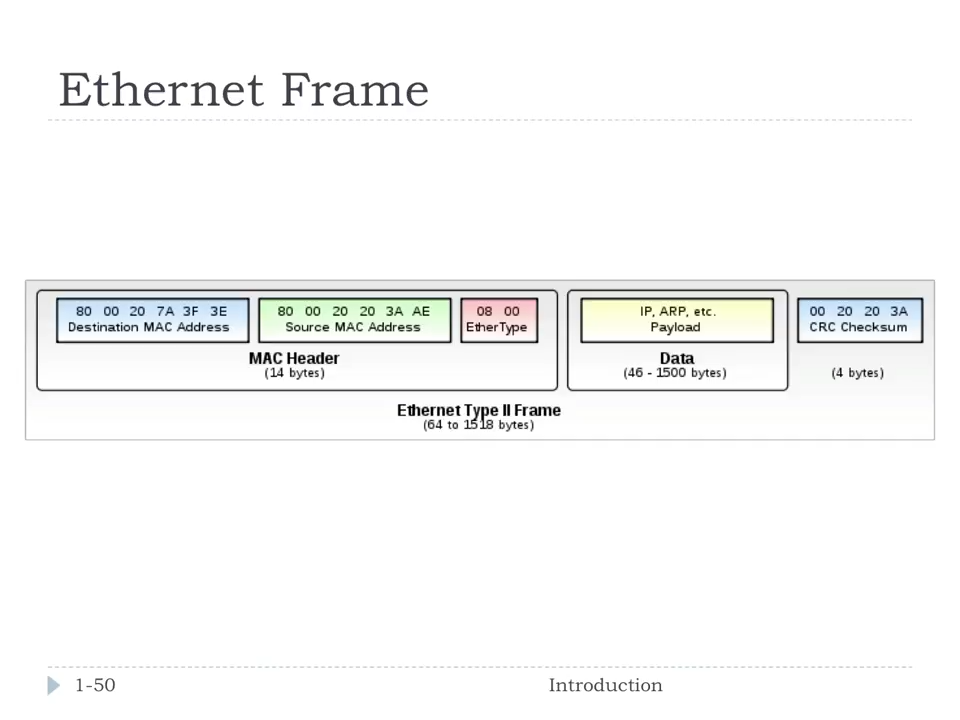 Ethernet Frame
80 00 20 7A 3F 3E
Destination MAC Address
80 00 20 20 3A AE
Source MAC Address
08 00
EtherType
MAC Header
(14 bytes)
IP, ARP, etc.
Payload
Data
(46 - 1500 bytes)
00 20 20 3A
CRC Checksum
(4 bytes)
Ethernet Type II Frame
(64 to 1518 bytes)
1-50
Introduction